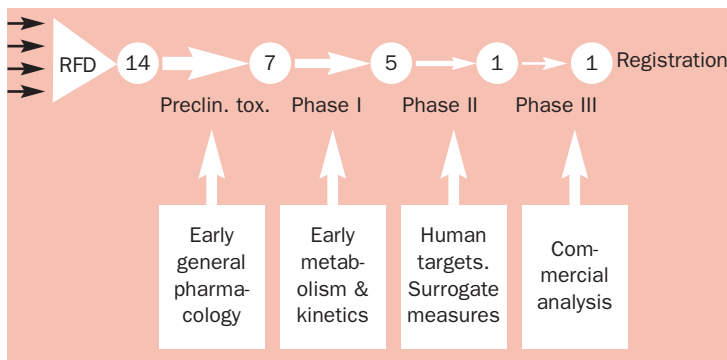 RFD 14 7 5 1 1 Registration
Preclin. tox. Phase I Phase II Phase III
Early
general
pharma-
cology
Early
metab-
olism &
kinetics
Human
targets.
Surrogate
measures
Com-
mercial
analysis